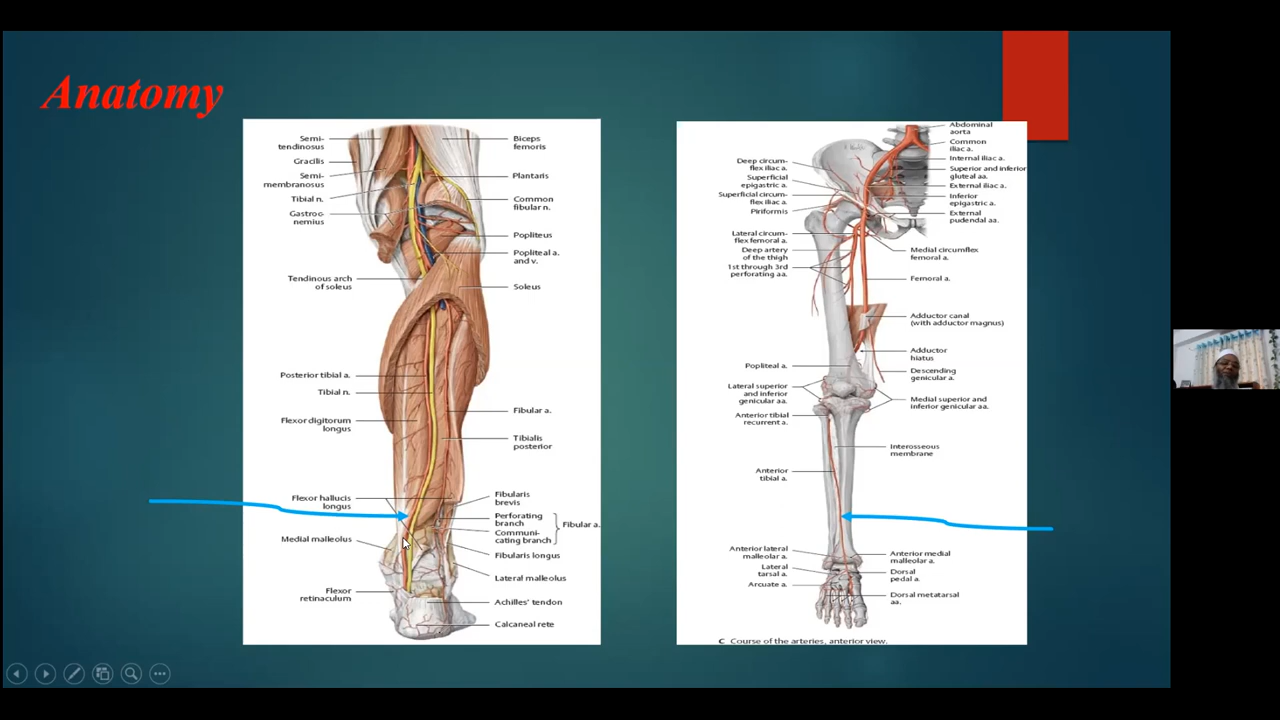 Anatomy
Semi-
tendinosus
Gracilis
Semi-
membranosus
Tibial n.
Gastroc-
nemius
Tendinous arch
of soleus
Posterior tibial a.
Tibial n.
Flexor digitorum
longus
Flexor hallucis
longus
Medial malleolus
Flexor
retinaculum
Biceps
femoris
Plantaris
Common
fibular n.
Popliteus
Popliteal a.
and v.
Soleus
Fibular a.
Tibialis
posterior
Fibularis
brevis
Perforating
branch
Communi-
cating branch
Fibular a.
Fibularis longus
Lateral malleolus
Achilles' tendon
Calcaneal rete
Deep circum-
flex iliac a.
Superficial
epigastric a.
Superficial circum-
flex iliac a.
Piriformis
Lateral circum-
flex femoral a.
Deep artery
of the thigh
1st through 3rd
perforating aa.
Popliteal a.
Lateral superior
and inferior
genicular aa.
Anterior tibial
recurrent a.
Anterior
tibial a.
Anterior lateral
malleolar a.
Lateral
tarsal a.
Arcuate a.
Abdominal
aorta
Common
iliac a.
Internal iliac a.
Superior and inferior
gluteal aa.
External iliac a.
Inferior
epigastric a.
External
pudendal aa.
Medial circumflex
femoral a.
Femoral a.
Adductor canal
(with adductor magnus)
Adductor
hiatus
Descending
genicular a.
Medial superior and
inferior genicular aa.
Interosseous
membrane
Anterior medial
malleolar a.
Dorsal
pedal a.
Dorsal metatarsal
aa.
C Course of the arteries, anterior view.